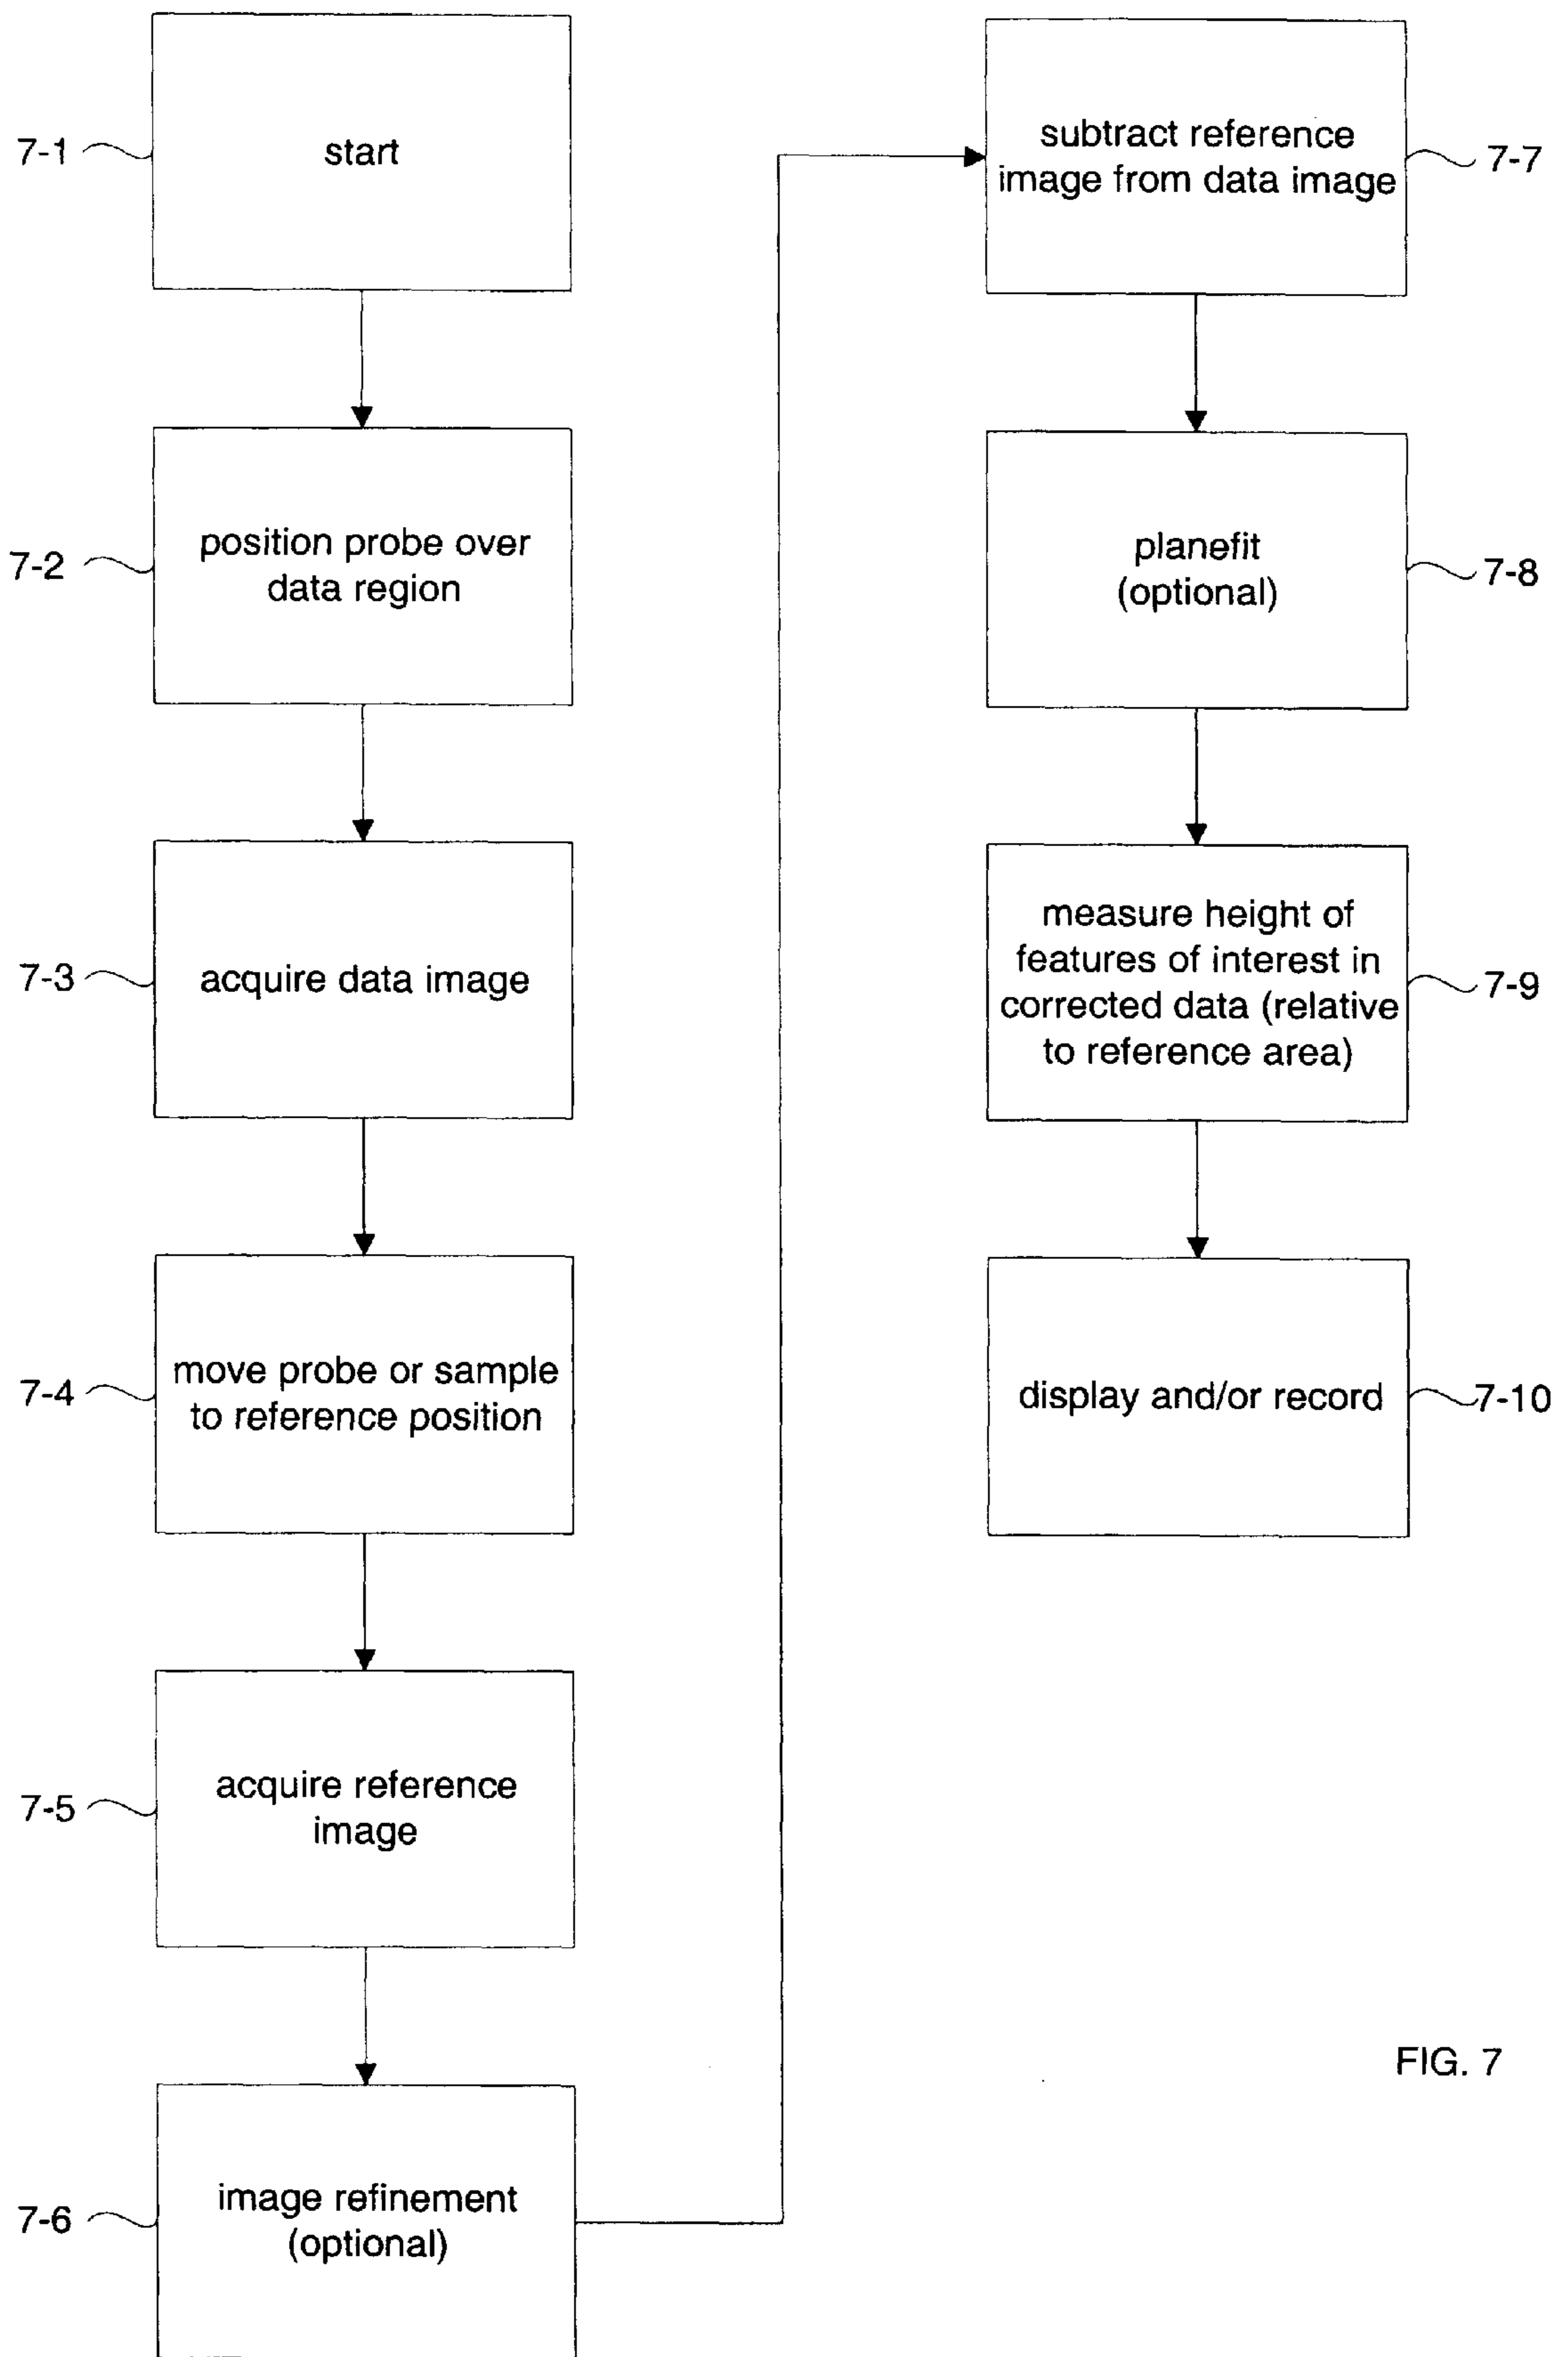 7-1
start
7-2
position probe over
data region
7-3
acquire data image
7-4
move probe or sample
to reference position
7-5
acquire reference
image
7-6
image refinement
(optional)
subtract reference
image from data image
7-7
planefit
(optional)
7-8
measure height of
features of interest in
corrected data (relative
to reference area)
7-9
display and/or record
7-10
FIG. 7